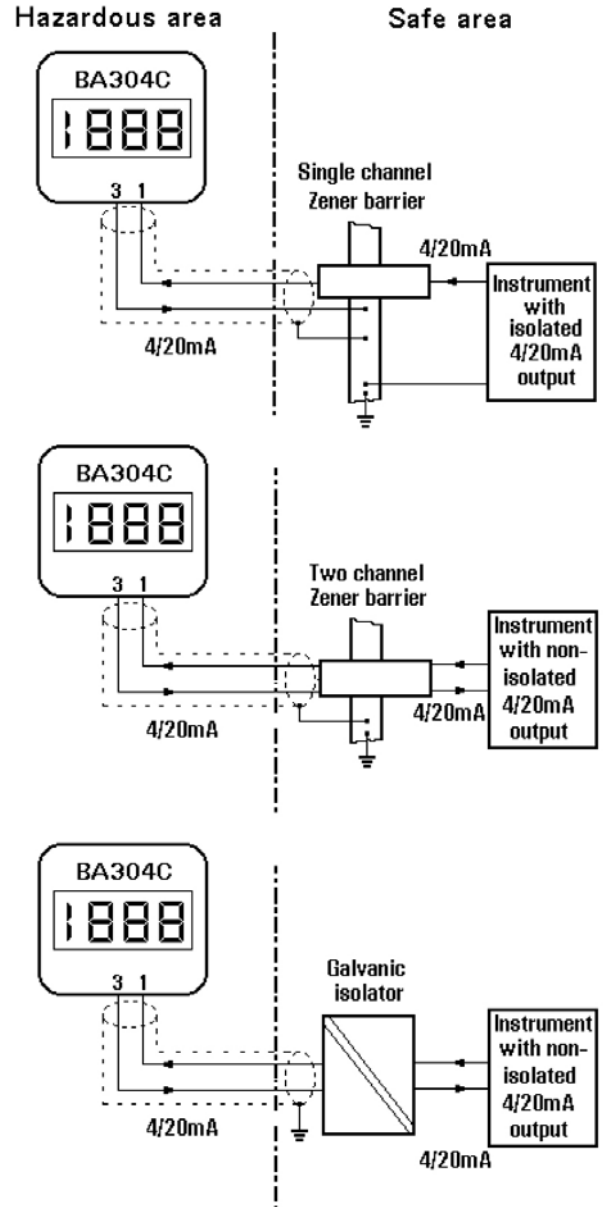 Hazardous area
Safe area
BA304C
1888
3 1
Single channel
Zener barrier
4/20mA
Instrument
with
isolated
4/20mA
output
4/20mA
BA304C
1888
3 1
Two channel
Zener barrier
Instrument
with non-
isolated
4/20mA
output
4/20mA
4/20mA
BA304C
1888
3 1
Galvanic
isolator
Instrument
with non-
isolated
4/20mA
output
4/20mA
4/20mA